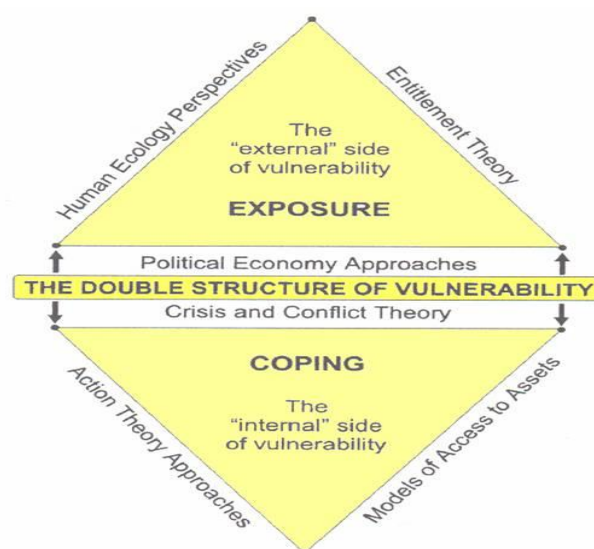 Human Ecology Perspectives
Entitlement Theory
The
"external" side
of vulnerability
EXPOSURE
Political Economy Approaches
THE DOUBLE STRUCTURE OF VULNERABILITY
Crisis and Conflict Theory
COPING
The
"internal" side
of vulnerability
Action Theory Approaches
Models of Access to Assets